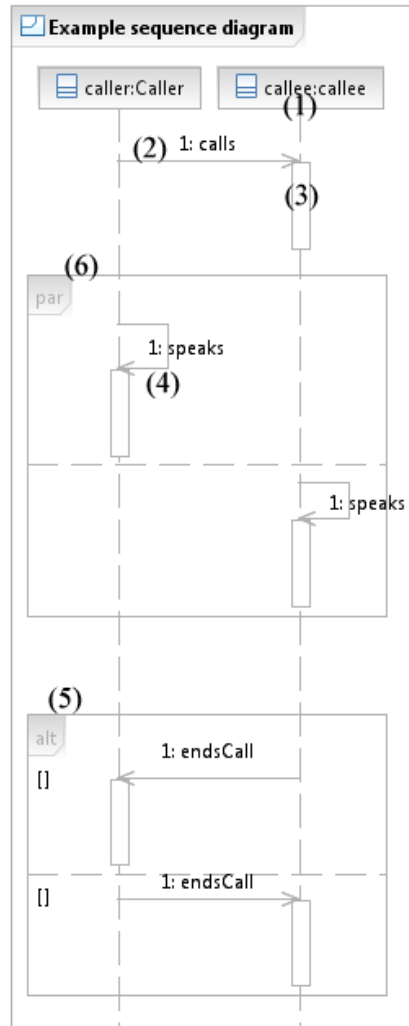 Example sequence diagram
caller:Caller
callee:callee
(1)
(2)
1: calls
(3)
(6)
par
1: speaks
(4)
1: speaks
(5)
alt
1: endsCall
[]
1: endsCall
[]